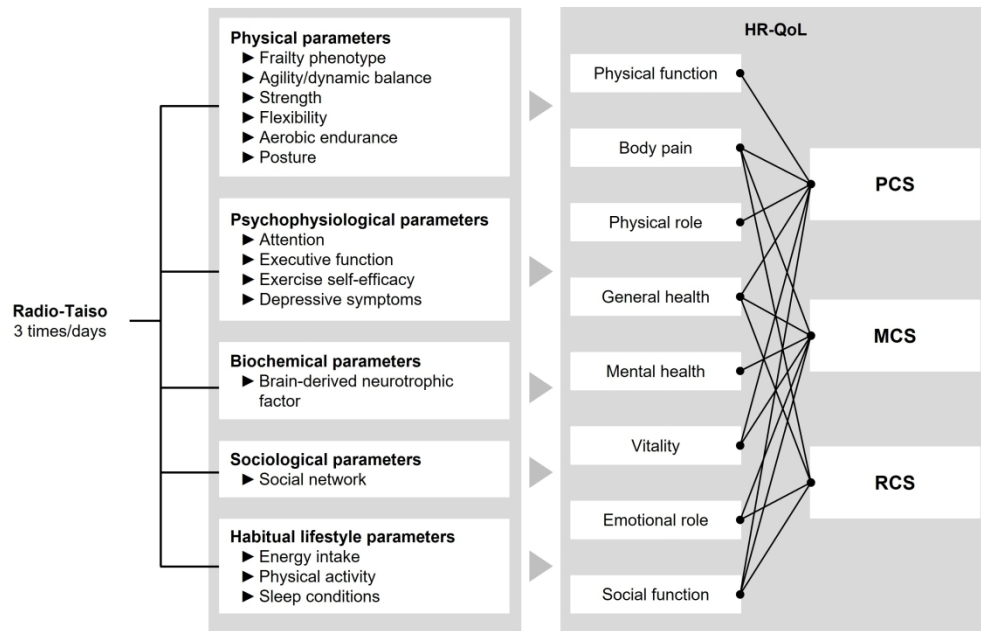 Radio-Taiso
3 times/days
Physical parameters
► Frailty phenotype
► Agility/dynamic balance
► Strength
► Flexibility
► Aerobic endurance
► Posture
Psychophysiological parameters
► Attention
► Executive function
► Exercise self-efficacy
► Depressive symptoms
Biochemical parameters
► Brain-derived neurotrophic
factor
Sociological parameters
► Social network
Habitual lifestyle parameters
► Energy intake
► Physical activity
► Sleep conditions
HR-QoL
Physical function
Body pain
Physical role
General health
Mental health
Vitality
Emotional role
Social function
PCS
MCS
RCS